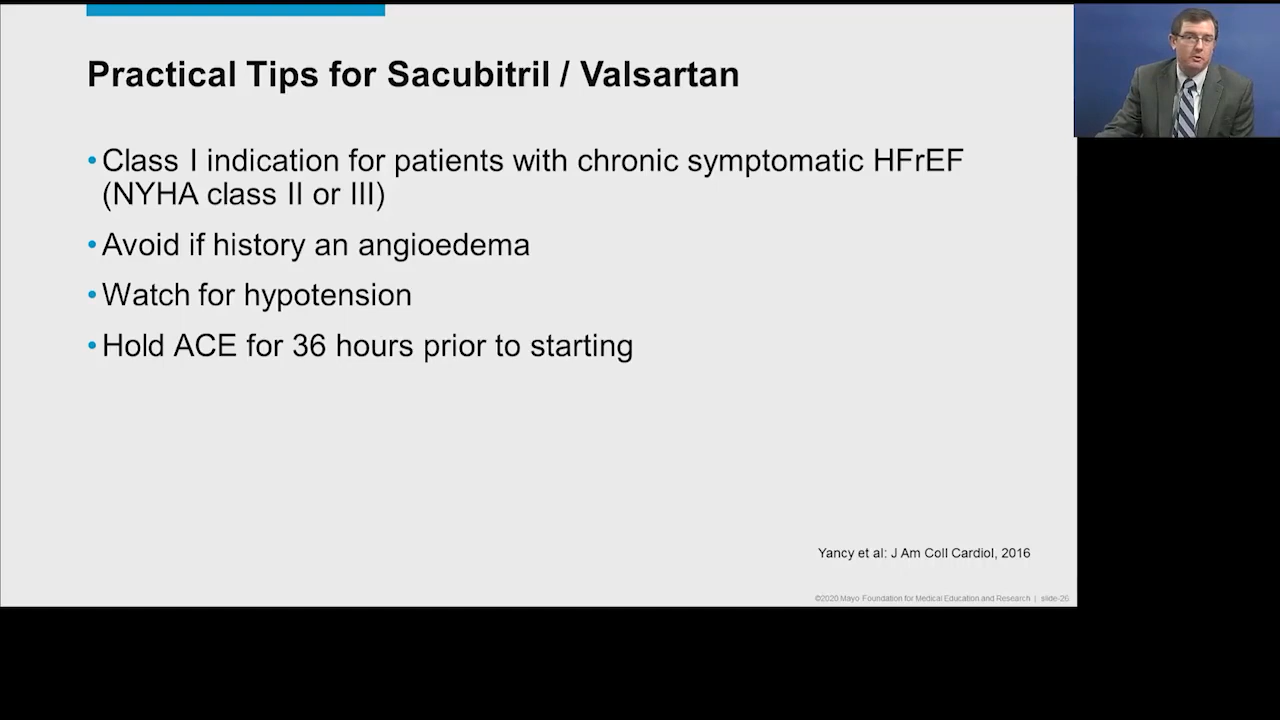 Practical Tips for Sacubitril / Valsartan
• Class I indication for patients with chronic symptomatic HFrEF
(NYHA class II or III)
• Avoid if history an angioedema
• Watch for hypotension
• Hold ACE for 36 hours prior to starting
Yancy et al: J Am Coll Cardiol, 2016
©2020 Mayo Foundation for Medical Education and Research | slide-26